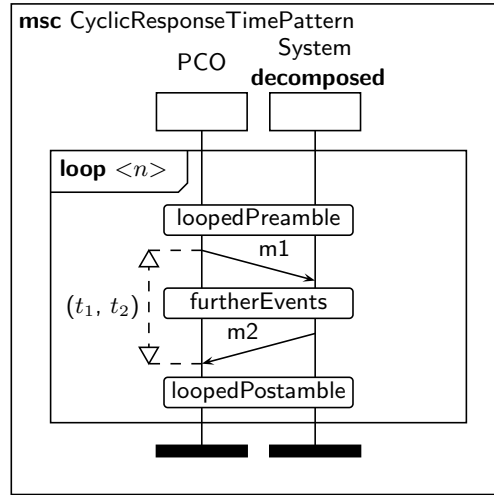 msc CyclicResponseTimePattern
PCO
System
decomposed
loop <n>
loopedPreamble
m1
(t₁, t₂)
furtherEvents
m2
loopedPostamble